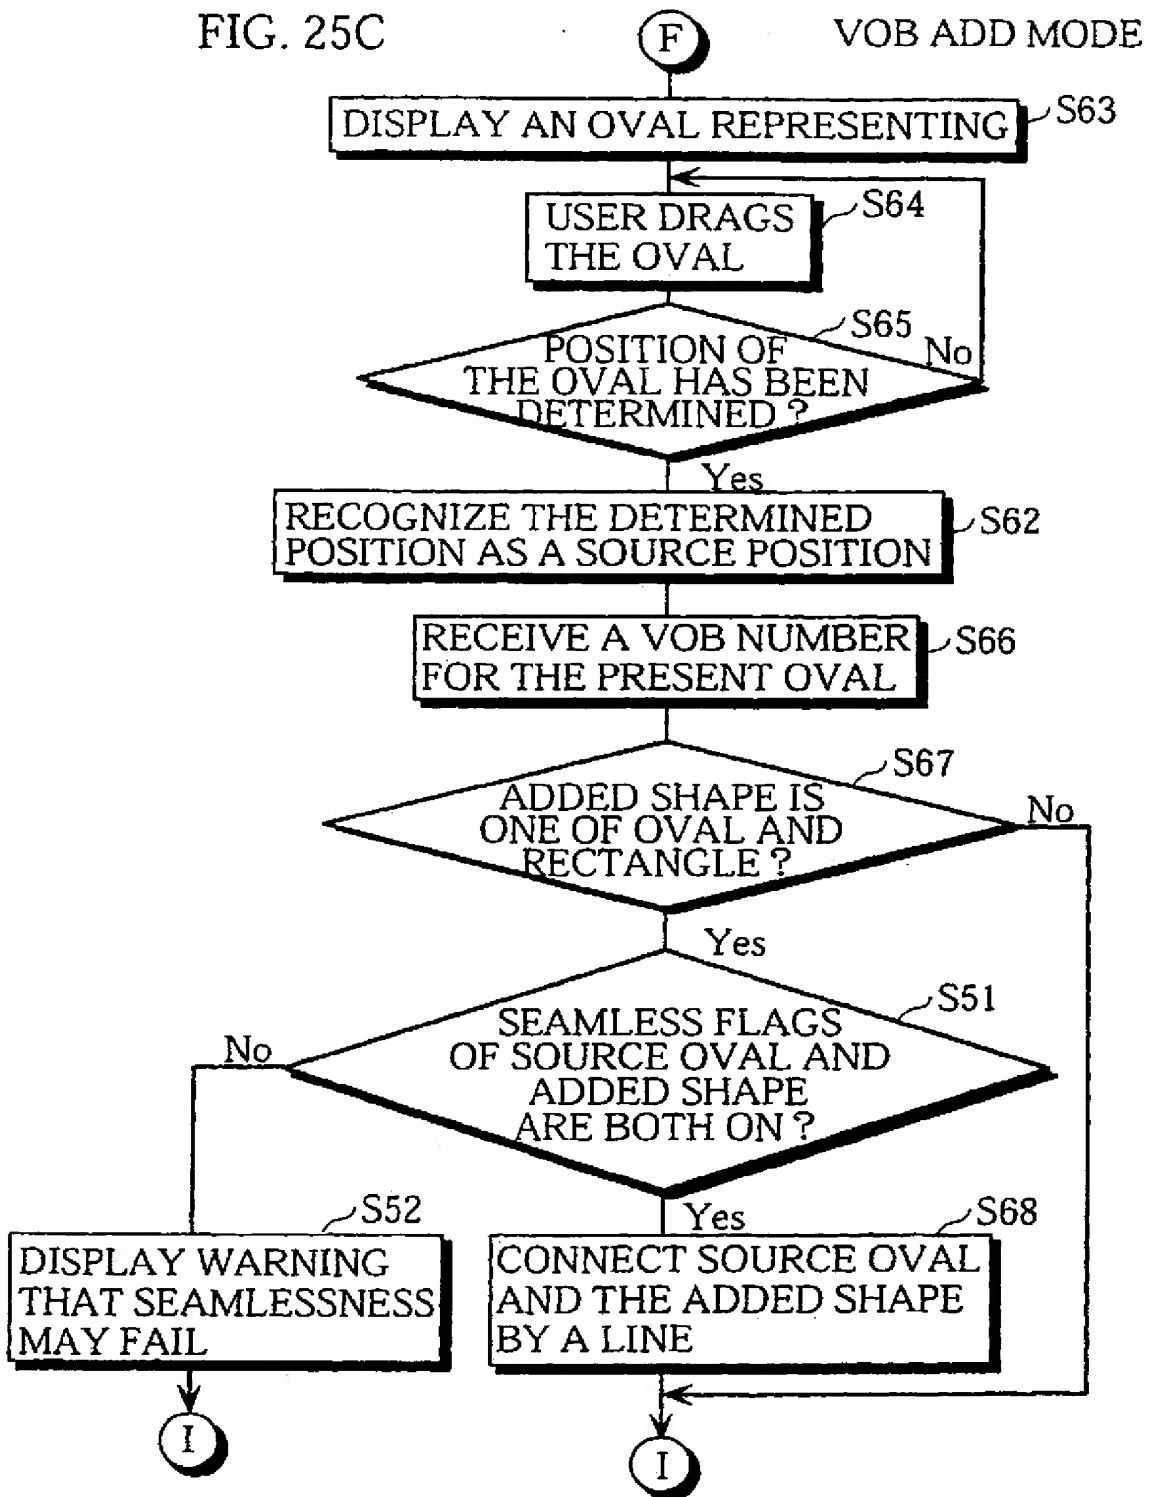 FIG. 25C
F
VOB ADD MODE
DISPLAY AN OVAL REPRESENTING
S63
USER DRAGS
THE OVAL
S64
POSITION OF
THE OVAL HAS BEEN
DETERMINED ?
S65
No
Yes
RECOGNIZE THE DETERMINED
POSITION AS A SOURCE POSITION
S62
RECEIVE A VOB NUMBER
FOR THE PRESENT OVAL
S66
ADDED SHAPE IS
ONE OF OVAL AND
RECTANGLE ?
S67
No
Yes
SEAMLESS FLAGS
OF SOURCE OVAL AND
ADDED SHAPE
ARE BOTH ON ?
S51
No
Yes
DISPLAY WARNING
THAT SEAMLESSNESS
MAY FAIL
S52
CONNECT SOURCE OVAL
AND THE ADDED SHAPE
BY A LINE
S68
I
I